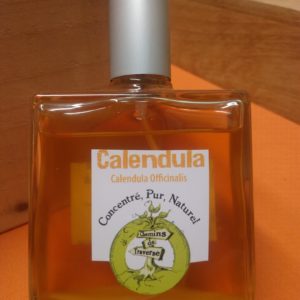 Calendula
Calendula Officinalis
Concentré, Pur, Naturel
Chemins
de
Traverse